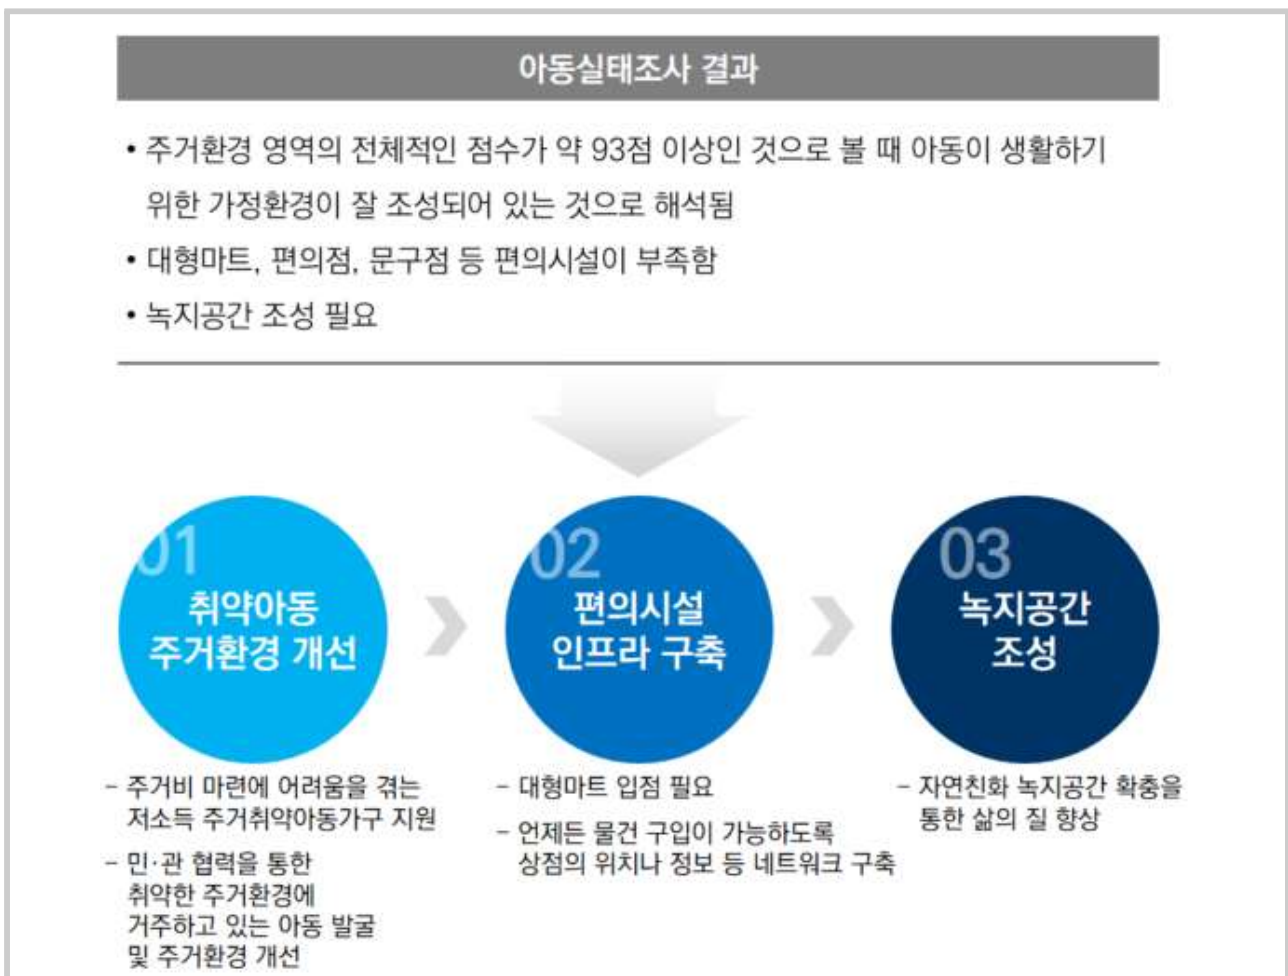 아동실태조사 결과
• 주거환경 영역의 전체적인 점수가 약 93점 이상인 것으로 볼 때 아동이 생활하기
위한 가정환경이 잘 조성되어 있는 것으로 해석됨
• 대형마트, 편의점, 문구점 등 편의시설이 부족함
• 녹지공간 조성 필요
01
취약아동
주거환경 개선
02
편의시설
인프라 구축
03
녹지공간
조성
- 주거비 마련에 어려움을 겪는
저소득 주거취약아동가구 지원
- 민·관 협력을 통한
취약한 주거환경에
거주하고 있는 아동 발굴
및 주거환경 개선
- 대형마트 입점 필요
- 언제든 물건 구입이 가능하도록
상점의 위치나 정보 등 네트워크 구축
- 자연친화 녹지공간 확충을
통한 삶의 질 향상